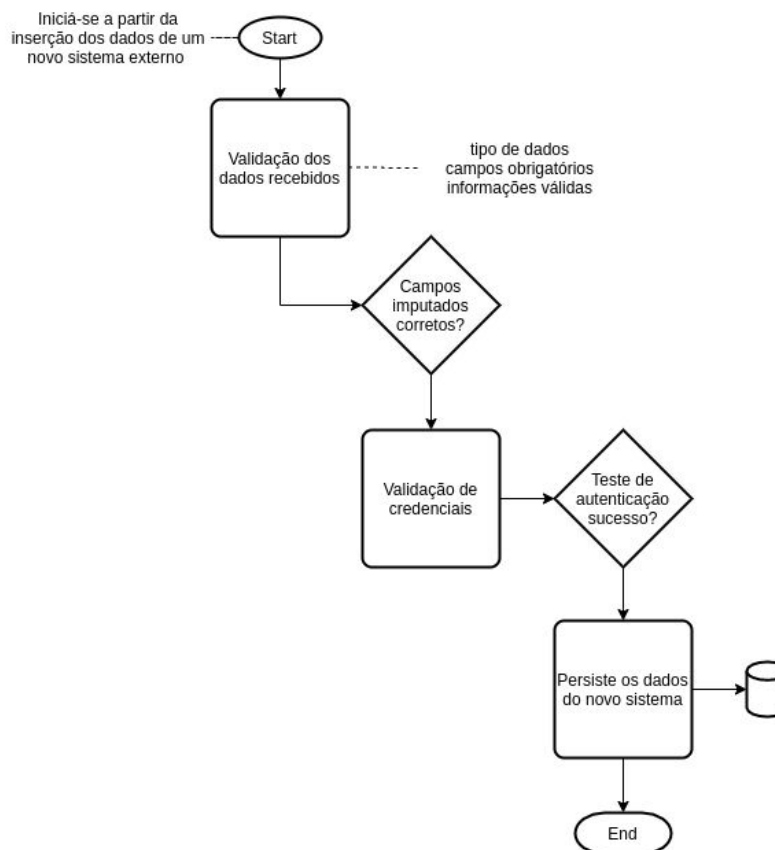 Iniciá-se a partir da
inserção dos dados de um
novo sistema externo
Start
Validação dos
dados recebidos
tipo de dados
campos obrigatórios
informações válidas
Campos
imputados
corretos?
Validação de
credenciais
Teste de
autenticação
sucesso?
Persiste os dados
do novo sistema
End